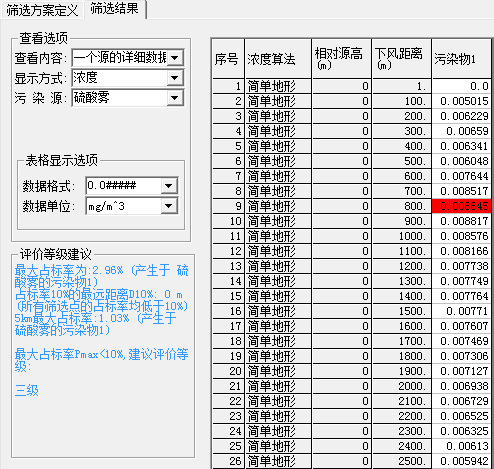 筛选方案定义 筛选结果
查看选项
查看内容: 一个源的详细数据
显示方式: 浓度
污 染 源: 硫酸雾
表格显示选项
数据格式: 0.0#####
数据单位: mg/m^3
评价等级建议
最大占标率为:2.96% (产生于 硫
酸雾的污染物1)
占标率10%的最远距离D10%: 0 m
(所有筛选点的占标率均低于10%)
5km最大占标率:1.03% (产生于
硫酸雾的污染物1)
最大占标率Pmax<10%,建议评价等
级:
三级
序号 浓度算法 相对源高(m) 下风距离(m) 污染物1
1 简单地形 0 1. 0.0
2 简单地形 0 100. 0.005015
3 简单地形 0 200. 0.006229
4 简单地形 0 300. 0.00659
5 简单地形 0 400. 0.006341
6 简单地形 0 500. 0.006048
7 简单地形 0 600. 0.007644
8 简单地形 0 700. 0.008517
9 简单地形 0 800. 0.008845
10 简单地形 0 900. 0.008817
11 简单地形 0 1000. 0.008576
12 简单地形 0 1100. 0.008166
13 简单地形 0 1200. 0.007738
14 简单地形 0 1300. 0.007749
15 简单地形 0 1400. 0.007764
16 简单地形 0 1500. 0.00771
17 简单地形 0 1600. 0.007607
18 简单地形 0 1700. 0.007469
19 简单地形 0 1800. 0.007306
20 简单地形 0 1900. 0.007127
21 简单地形 0 2000. 0.006938
22 简单地形 0 2100. 0.006729
23 简单地形 0 2200. 0.006525
24 简单地形 0 2300. 0.006325
25 简单地形 0 2400. 0.00613
26 简单地形 0 2500. 0.005942